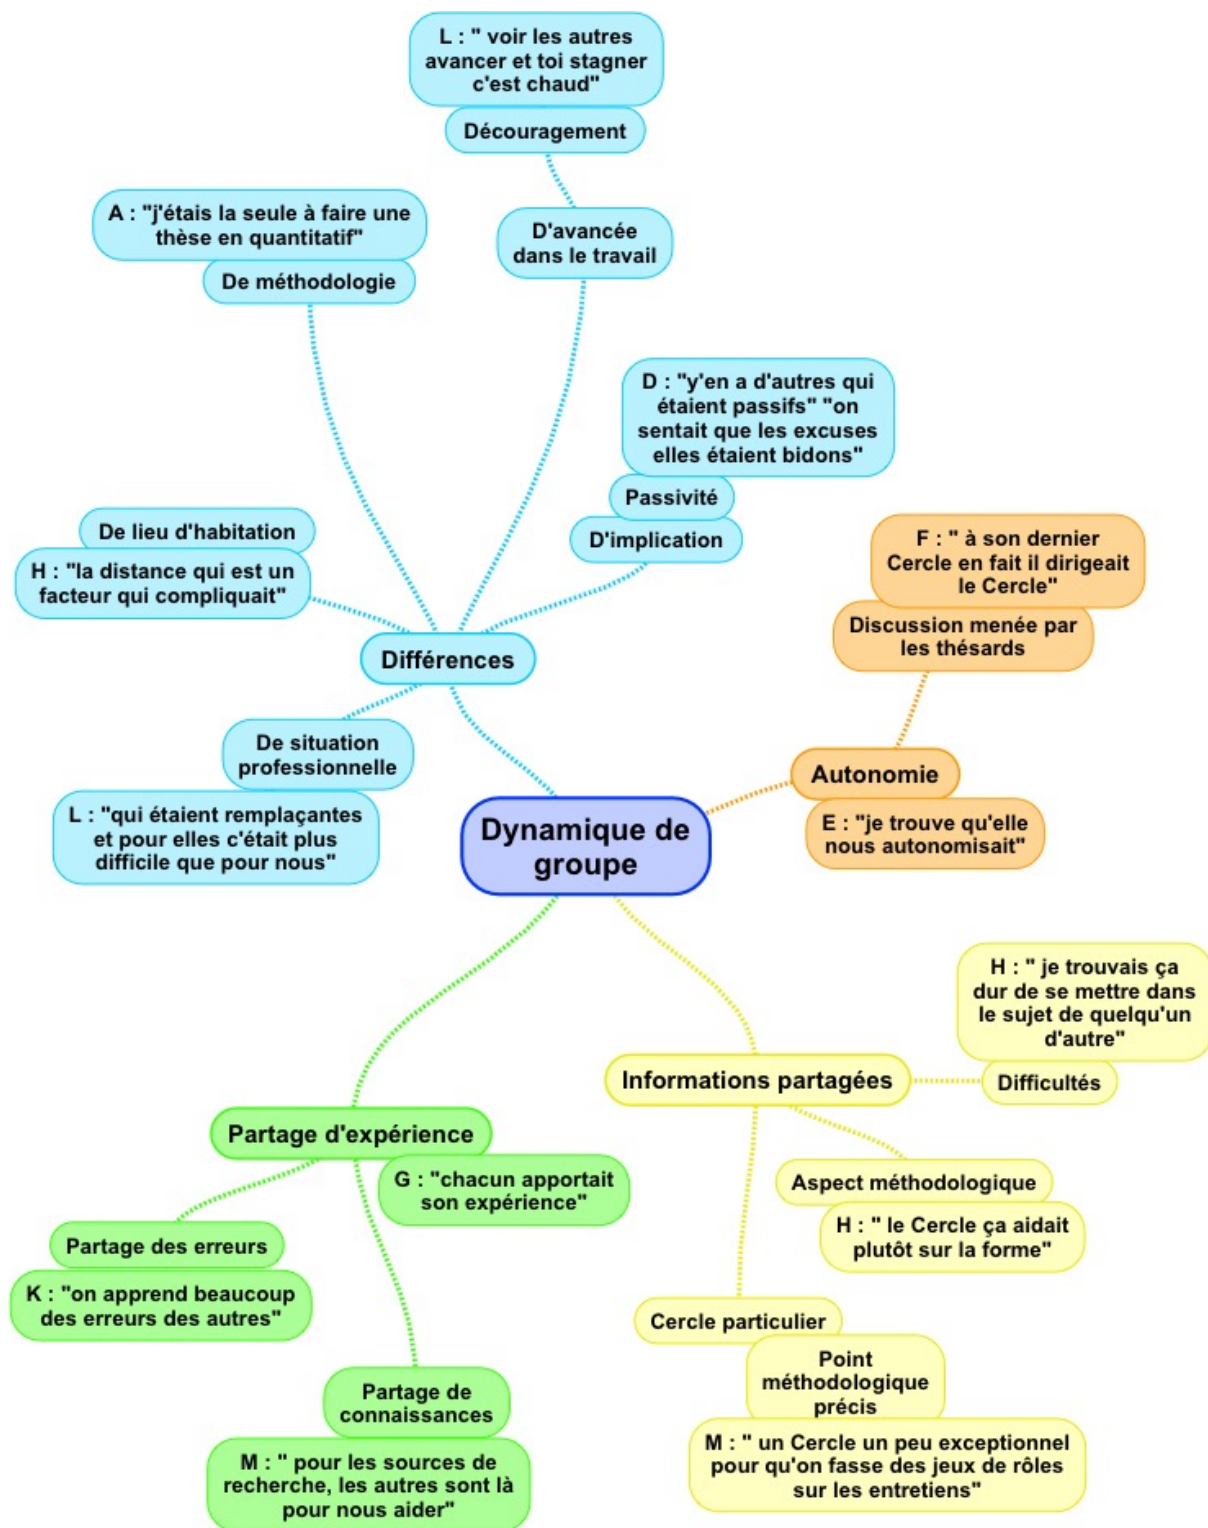 L : " voir les autres
avancer et toi stagner
c'est chaud"
Découragement
A : "j'étais la seule à faire une
thèse en quantitatif"
De méthodologie
D'avancée
dans le travail
D : "y'en a d'autres qui
étaient passifs" "on
sentait que les excuses
elles étaient bidons"
Passivité
D'implication
De lieu d'habitation
H : "la distance qui est un
facteur qui compliquait"
Différences
De situation
professionnelle
L : "qui étaient remplaçantes
et pour elles c'était plus
difficile que pour nous"
F : " à son dernier
Cercle en fait il dirigeait
le Cercle"
Discussion menée par
les thésards
Autonomie
E : "je trouve qu'elle
nous autonomisait"
Dynamique de
groupe
H : " je trouvais ça
dur de se mettre dans
le sujet de quelqu'un
d'autre"
Difficultés
Informations partagées
Aspect méthodologique
H : " le Cercle ça aidait
plutôt sur la forme"
Cercle particulier
Point
méthodologique
précis
M : " un Cercle un peu exceptionnel
pour qu'on fasse des jeux de rôles
sur les entretiens"
Partage d'expérience
G : "chacun apportait
son expérience"
Partage des erreurs
K : "on apprend beaucoup
des erreurs des autres"
Partage de
connaissances
M : " pour les sources de
recherche, les autres sont là
pour nous aider"